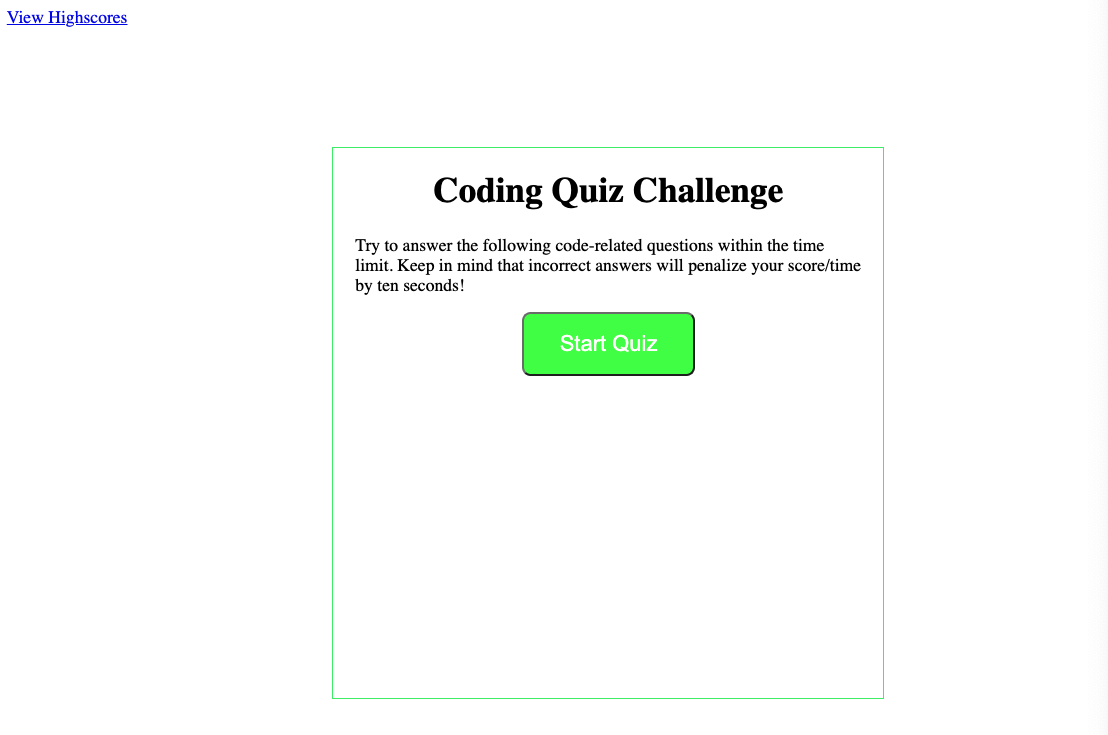 View Highscores
Coding Quiz Challenge
Try to answer the following code-related questions within the time
limit. Keep in mind that incorrect answers will penalize your score/time
by ten seconds!
Start Quiz